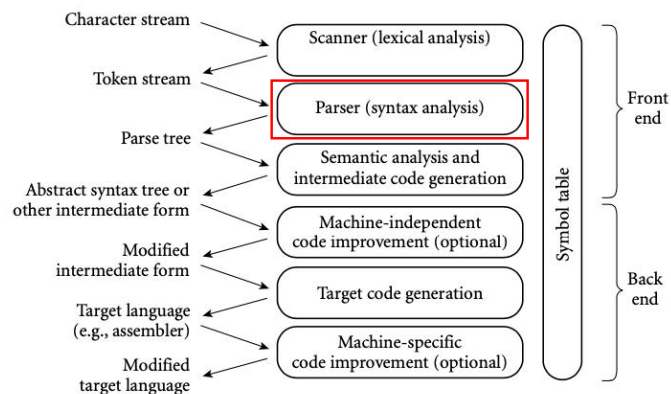 Character stream
Scanner (lexical analysis)
Token stream
Parser (syntax analysis)
Parse tree
Semantic analysis and
intermediate code generation
Abstract syntax tree or
other intermediate form
Machine-independent
code improvement (optional)
Modified
intermediate form
Target code generation
Target language
(e.g., assembler)
Machine-specific
code improvement (optional)
Modified
target language
Symbol table
Front
end
Back
end